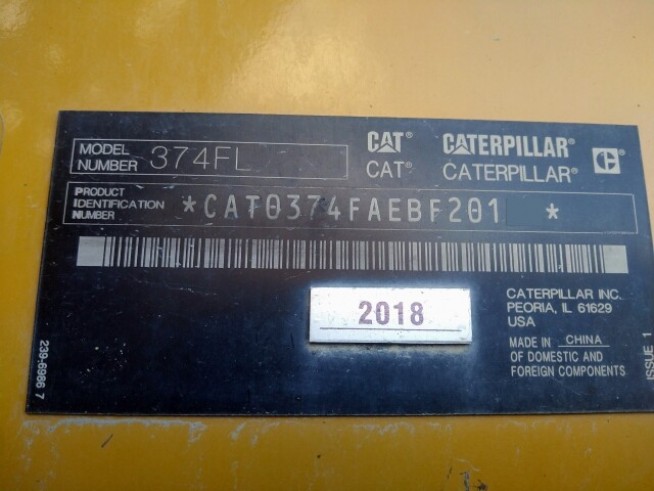 MODEL NUMBER 374FL
CAT® CATERPILLAR® C
CAT® CATERPILLAR®
PRODUCT IDENTIFICATION NUMBER *CAT0374FAEBF201 *
2018
CATERPILLAR INC.
PEORIA, IL 61629
USA
MADE IN CHINA
OF DOMESTIC AND
FOREIGN COMPONENTS
239-6986 7
ISSUE 1